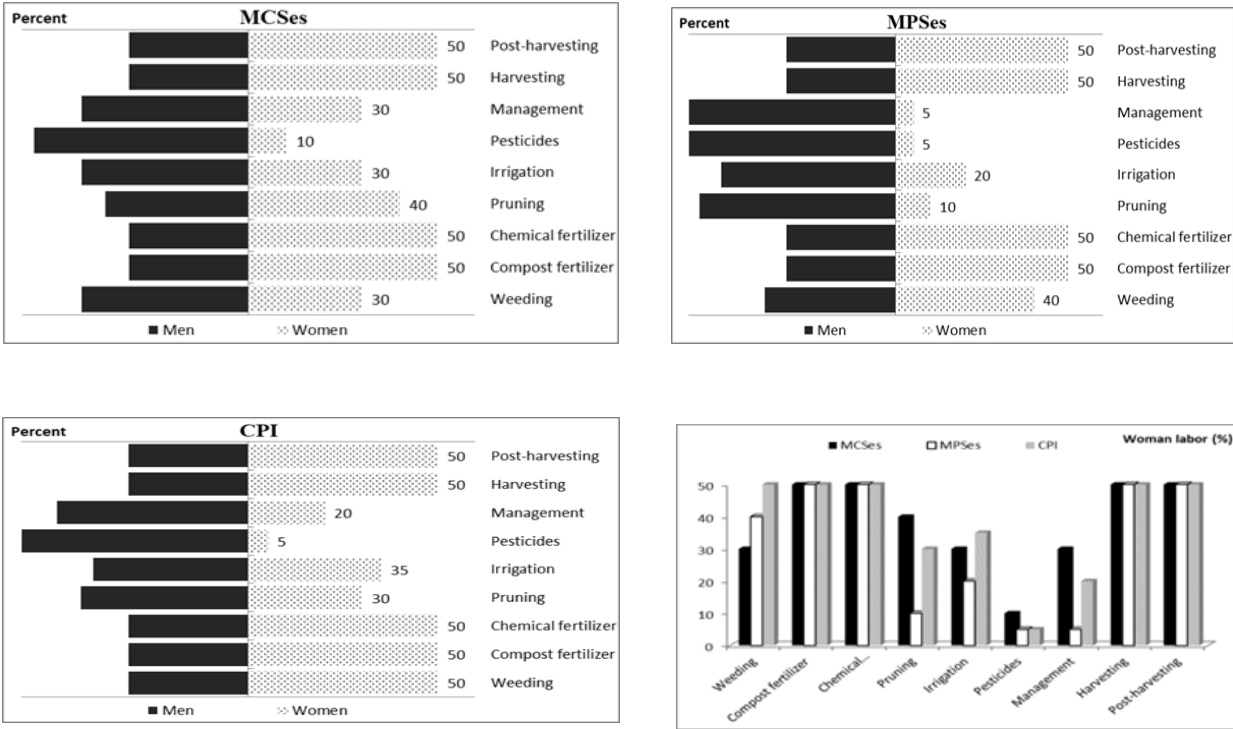 Percent MCSes
50 Post-harvesting
50 Harvesting
30 Management
10 Pesticides
30 Irrigation
40 Pruning
50 Chemical fertilizer
50 Compost fertilizer
30 Weeding
Men Women
Percent MPSes
50 Post-harvesting
50 Harvesting
5 Management
5 Pesticides
20 Irrigation
10 Pruning
50 Chemical fertilizer
50 Compost fertilizer
40 Weeding
Men Women
Percent CPI
50 Post-harvesting
50 Harvesting
20 Management
5 Pesticides
35 Irrigation
30 Pruning
50 Chemical fertilizer
50 Compost fertilizer
50 Weeding
Men Women
MCSes MPSes CPI Woman labor (%)
50
40
30
20
10
0
Weeding
Compost fertilizer
Chemical...
Pruning
Irrigation
Pesticides
Management
Harvesting
Post-harvesting